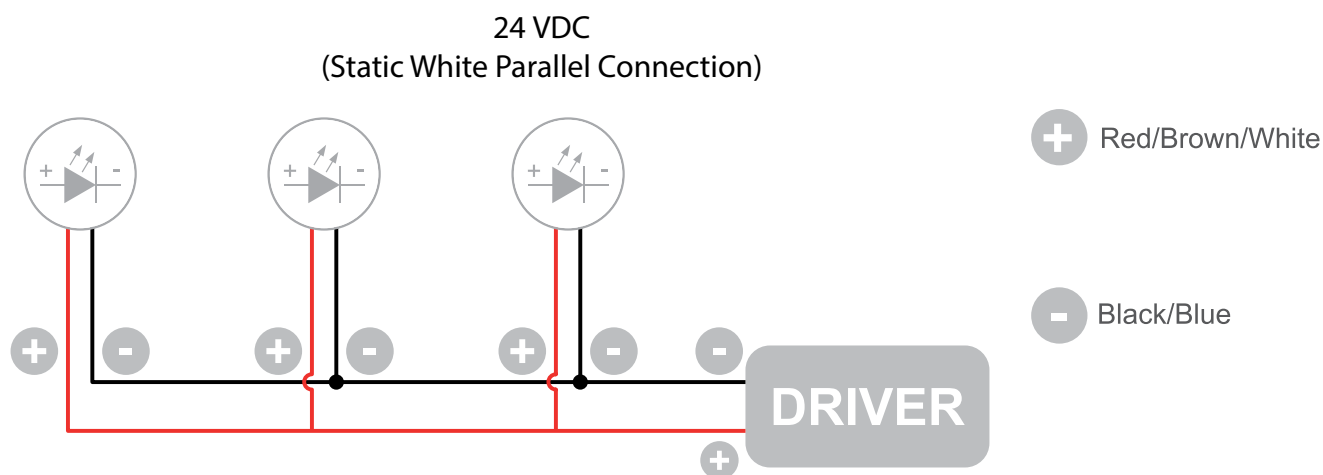 24 VDC
(Static White Parallel Connection)
+ -
+ -
+ -
+ Red/Brown/White
+ -
+ -
+ -
-
- Black/Blue
DRIVER
+